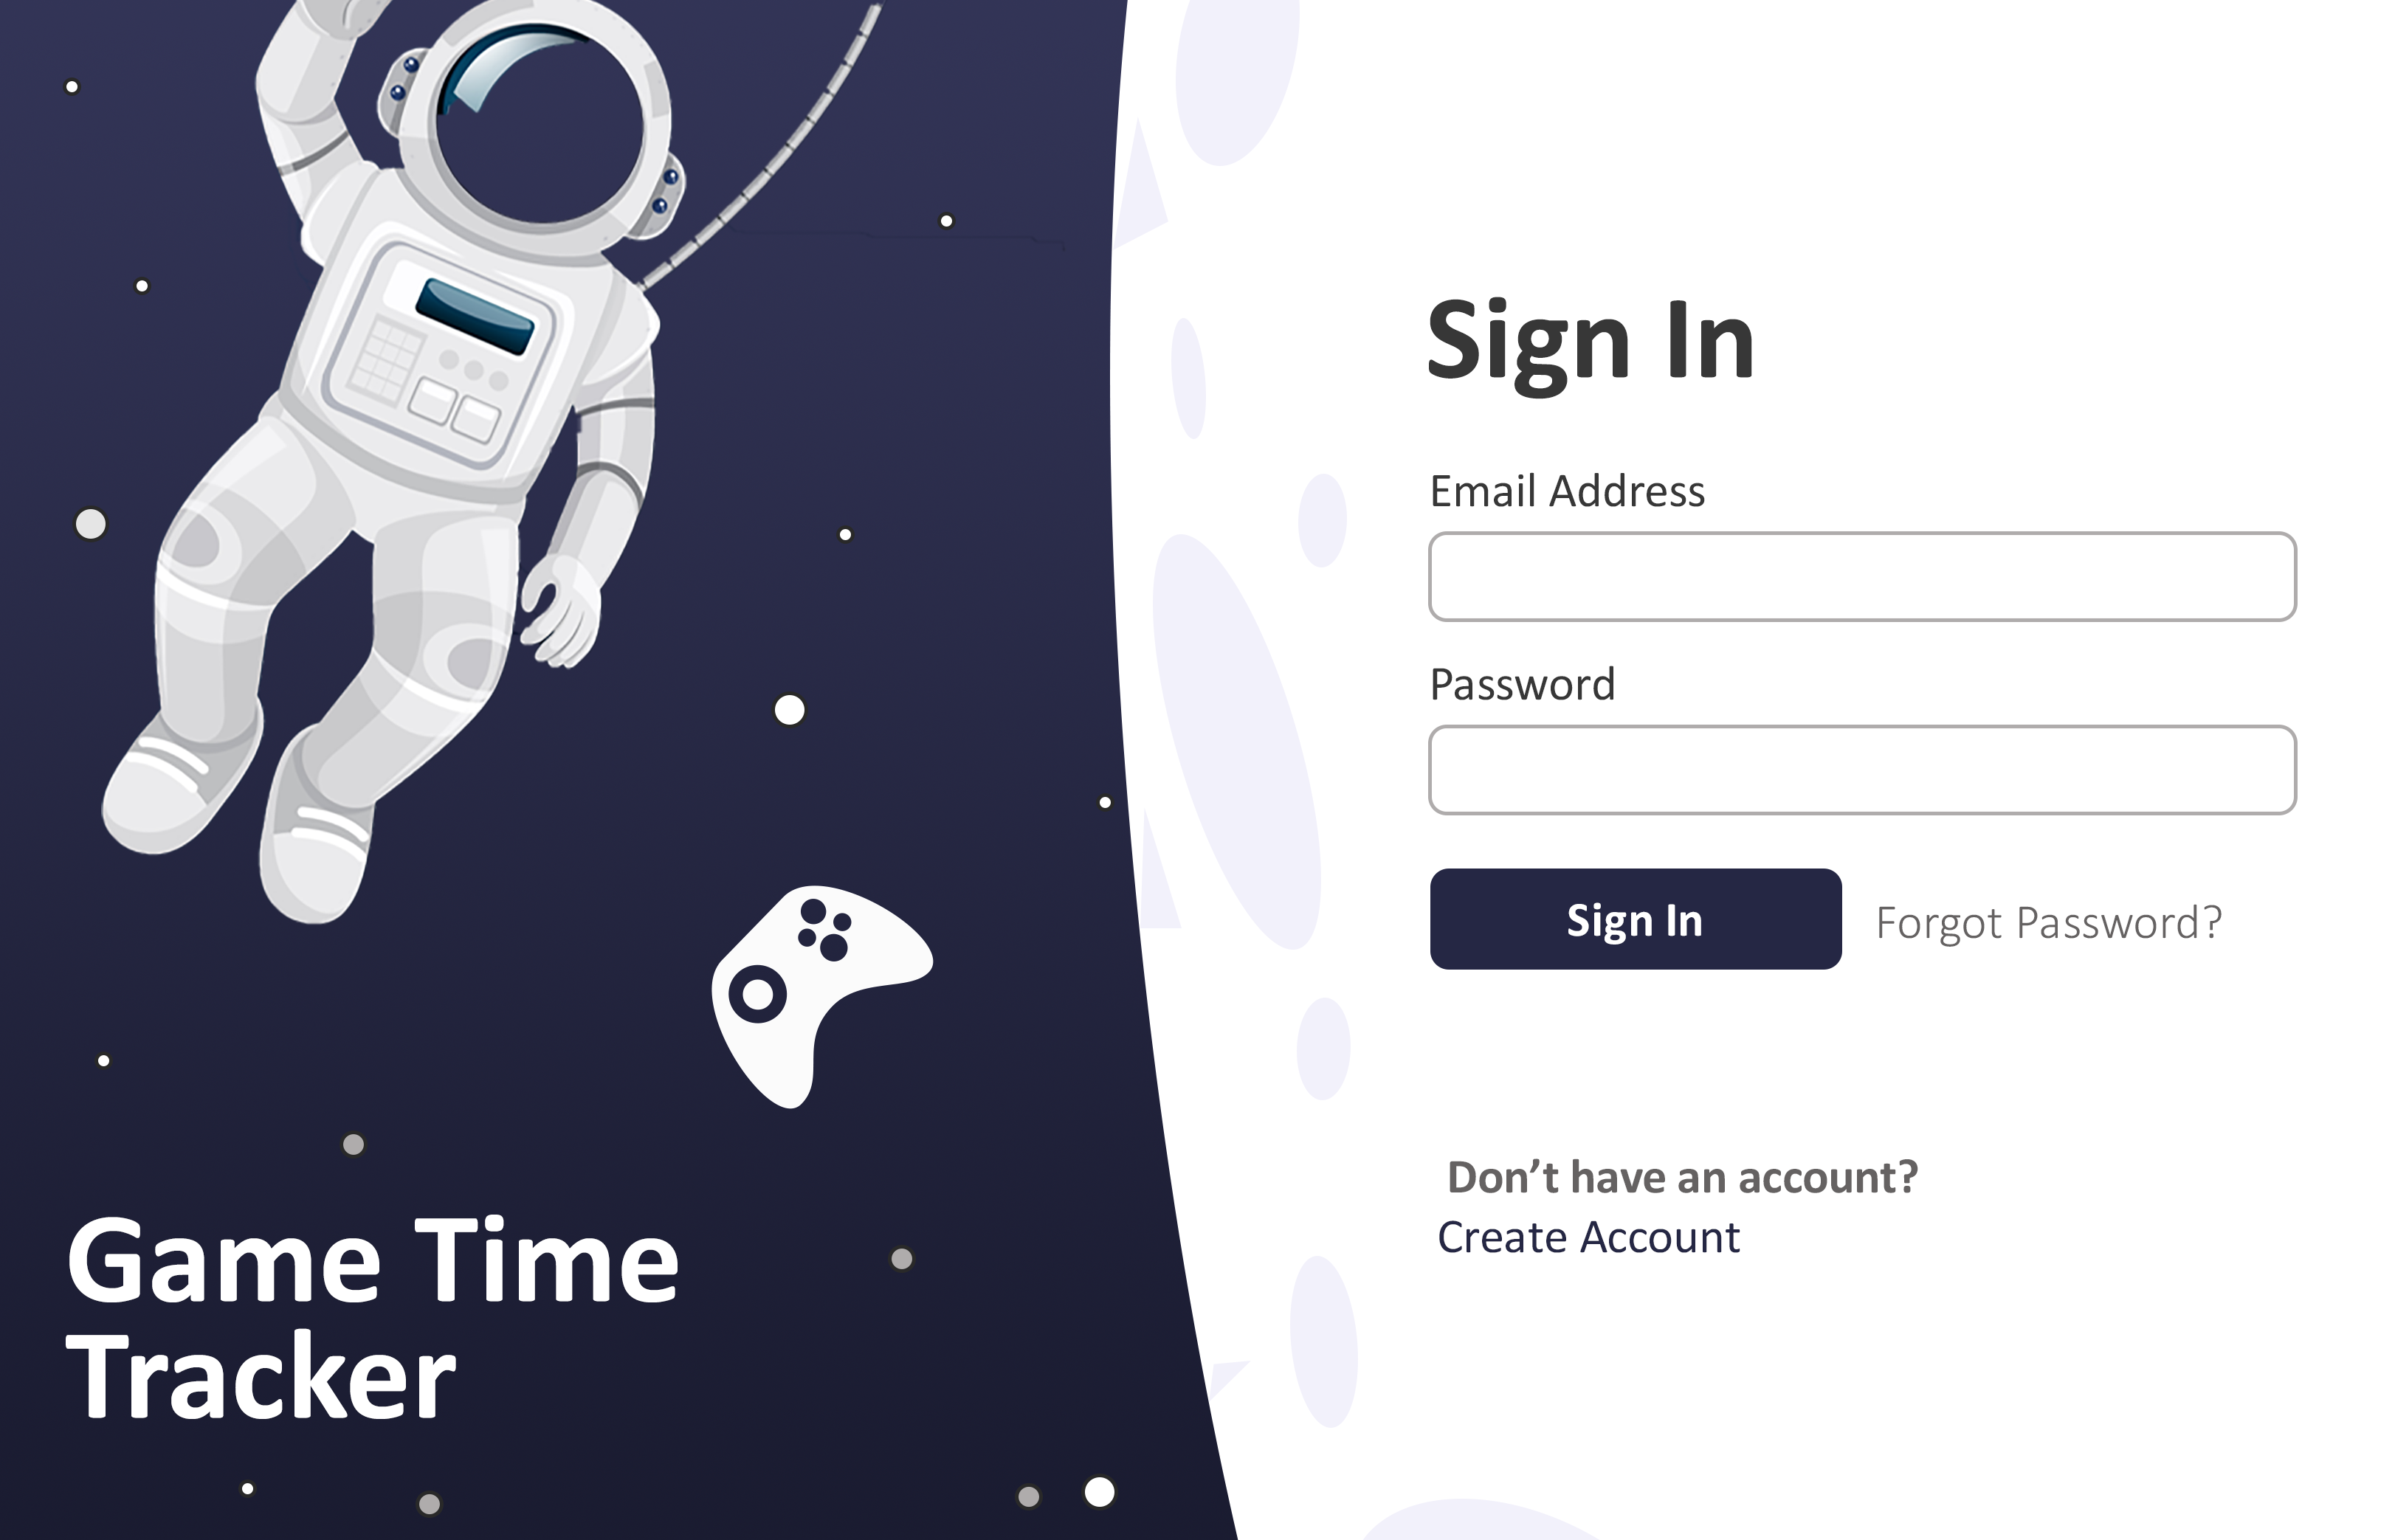 Game Time
Tracker
Sign In
Email Address
Password
Sign In
Forgot Password?
Don’t have an account?
Create Account